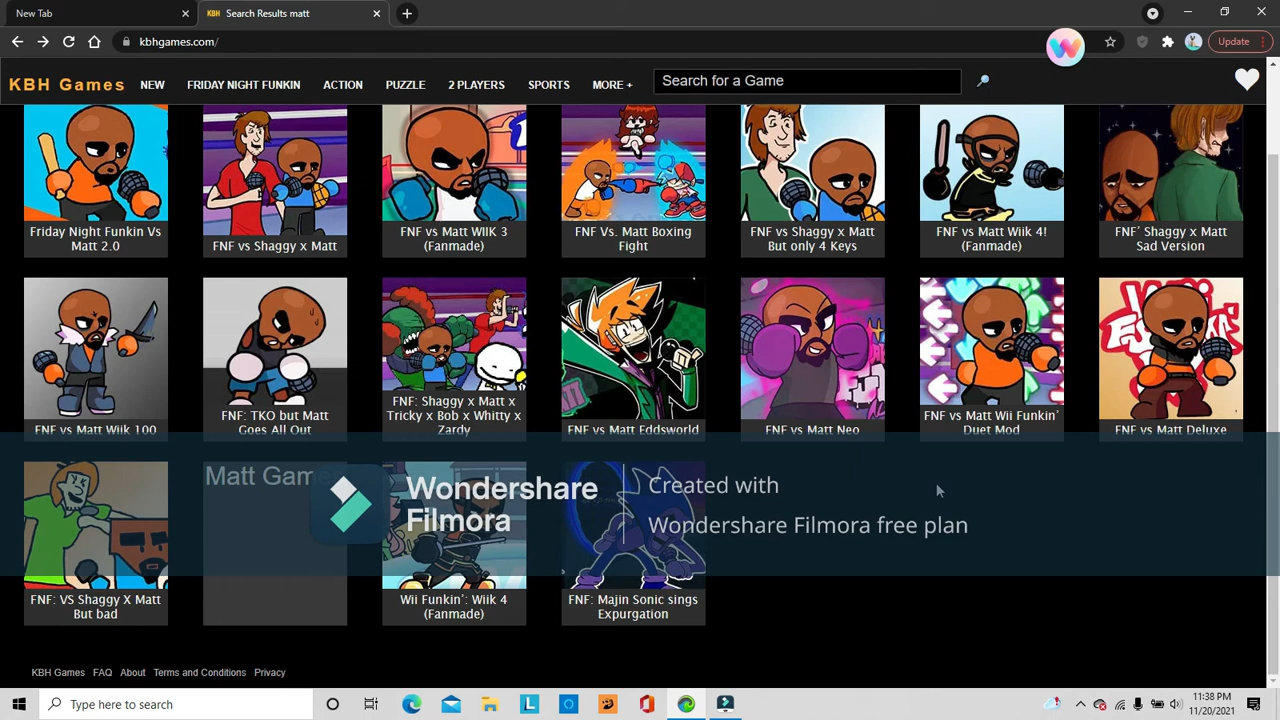 New Tab
KBH Search Results matt
kbhgames.com/
Update
KBH Games
NEW
FRIDAY NIGHT FUNKIN
ACTION
PUZZLE
2 PLAYERS
SPORTS
MORE +
Search for a Game
Friday Night Funkin Vs
Matt 2.0
FNF vs Shaggy x Matt
FNF vs Matt WIIK 3
(Fanmade)
FNF Vs. Matt Boxing
Fight
FNF vs Shaggy x Matt
But only 4 Keys
FNF vs Matt Wiik 4!
(Fanmade)
FNF' Shaggy x Matt
Sad Version
FNF vs Matt Wiik 100
FNF: TKO but Matt
Goes All Out
FNF: Shaggy x Matt x
Tricky x Bob x Whitty x
Zardy
FNF vs Matt Eddsworld
FNF vs Matt Neo
FNF vs Matt Wii Funkin'
Duet Mod
FNF vs Matt Deluxe
Matt Game
Wondershare
Filmora
Created with
Wondershare Filmora free plan
FNF: VS Shaggy X Matt
But bad
Wii Funkin': Wiik 4
(Fanmade)
FNF: Majin Sonic sings
Expurgation
KBH Games
FAQ
About
Terms and Conditions
Privacy
Type here to search
L
11:38 PM
11/20/2021